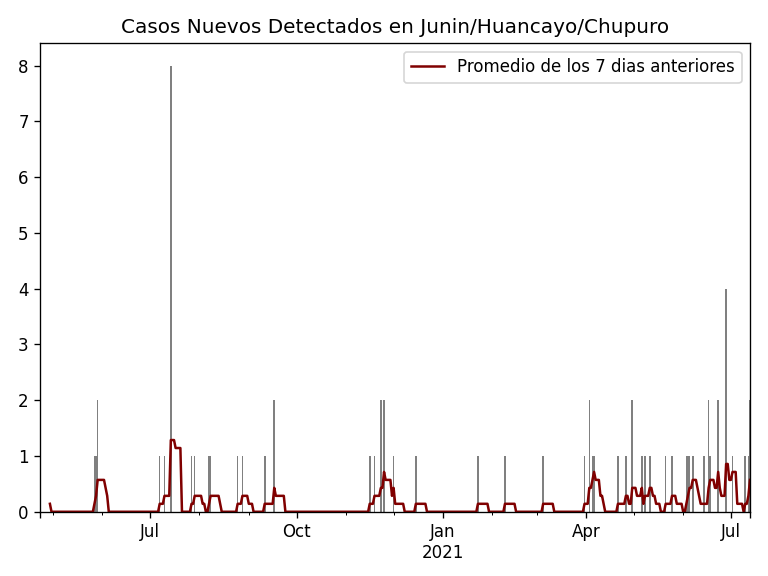 Casos Nuevos Detectados en Junin/Huancayo/Chupuro
Promedio de los 7 dias anteriores
8
7
6
5
4
3
2
1
0
Jul
Oct
Jan
2021
Apr
Jul